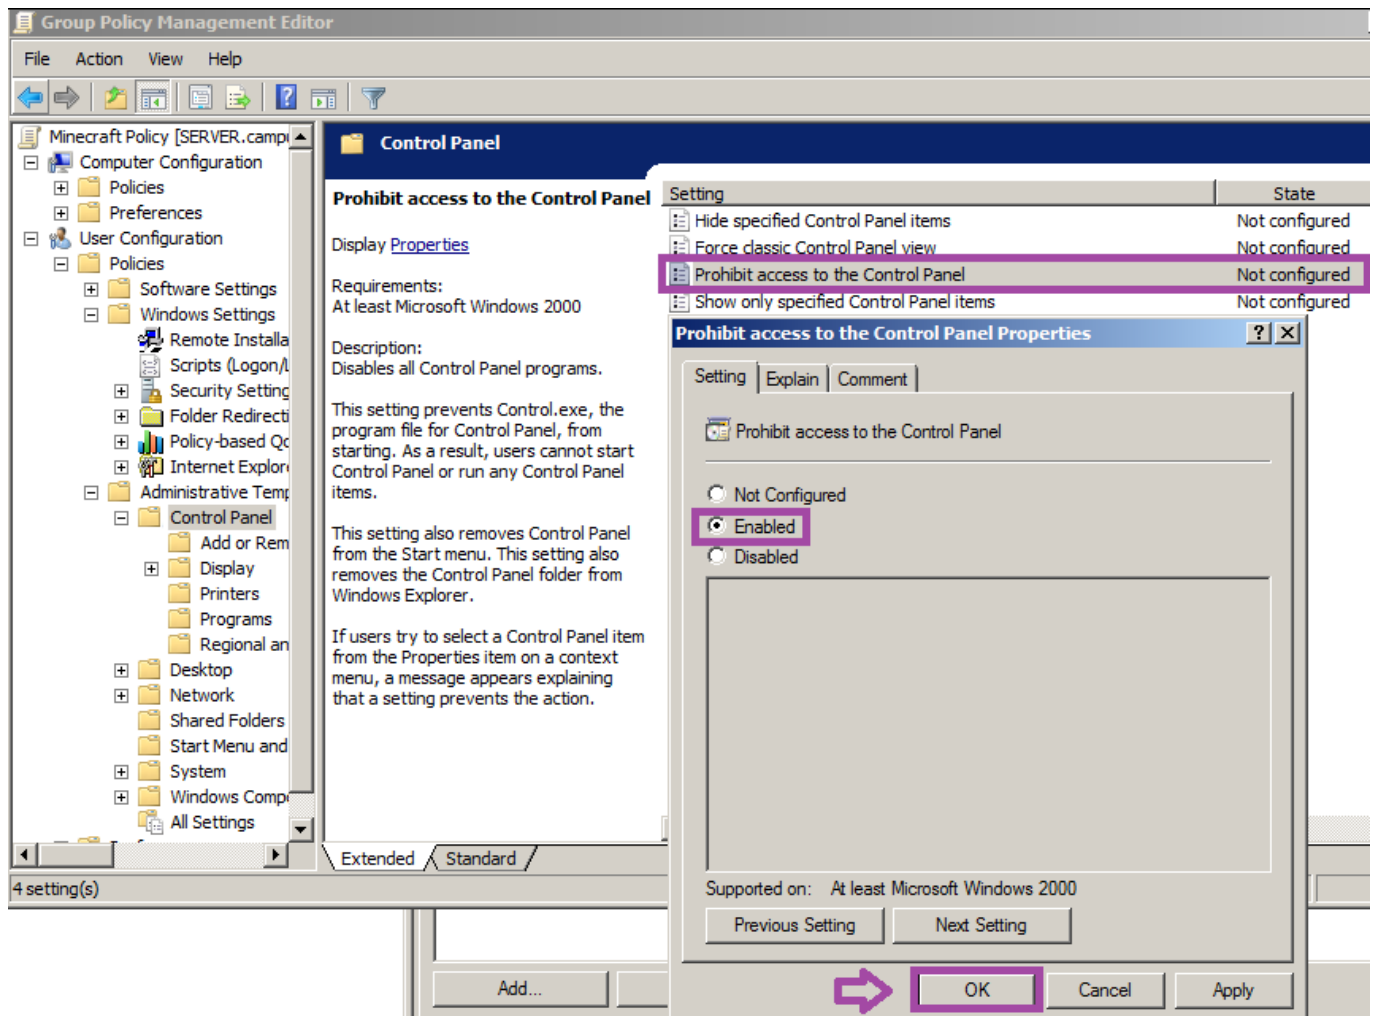 Group Policy Management Editor
File Action View Help
Minecraft Policy [SERVER.camp
Computer Configuration
Policies
Preferences
User Configuration
Policies
Software Settings
Windows Settings
Remote Installa
Scripts (Logon/L
Security Setting
Folder Redirecti
Policy-based Qo
Internet Explore
Administrative Temp
Control Panel
Add or Rem
Display
Printers
Programs
Regional an
Desktop
Network
Shared Folders
Start Menu and
System
Windows Compo
All Settings
4 setting(s)
Control Panel
Prohibit access to the Control Panel
Display Properties
Requirements:
At least Microsoft Windows 2000
Description:
Disables all Control Panel programs.
This setting prevents Control.exe, the
program file for Control Panel, from
starting. As a result, users cannot start
Control Panel or run any Control Panel
items.
This setting also removes Control Panel
from the Start menu. This setting also
removes the Control Panel folder from
Windows Explorer.
If users try to select a Control Panel item
from the Properties item on a context
menu, a message appears explaining
that a setting prevents the action.
Extended Standard
Setting State
Hide specified Control Panel items Not configured
Force classic Control Panel view Not configured
Prohibit access to the Control Panel Not configured
Show only specified Control Panel items Not configured
Prohibit access to the Control Panel Properties
Setting Explain Comment
Prohibit access to the Control Panel
Not Configured
Enabled
Disabled
Supported on: At least Microsoft Windows 2000
Previous Setting Next Setting
OK Cancel Apply
Add...